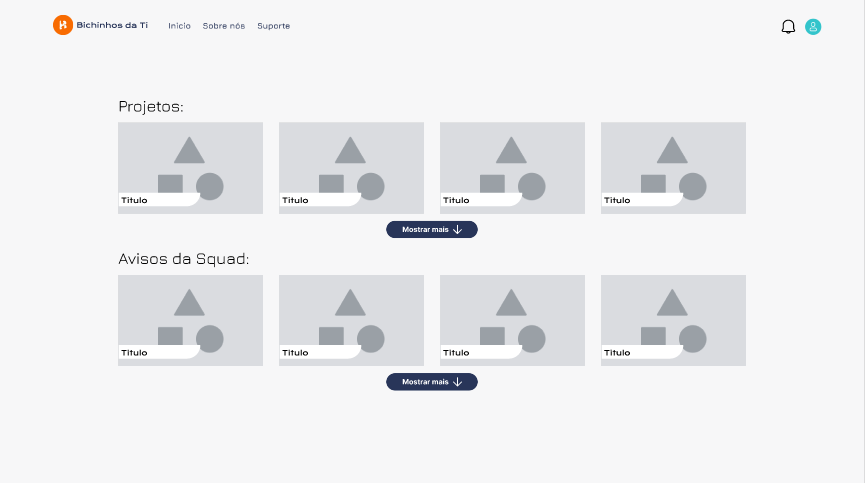 Bichinhos da Ti Início Sobre nós Suporte
Projetos:
Titulo Titulo Titulo Titulo
Mostrar mais
Avisos da Squad:
Titulo Titulo Titulo Titulo
Mostrar mais